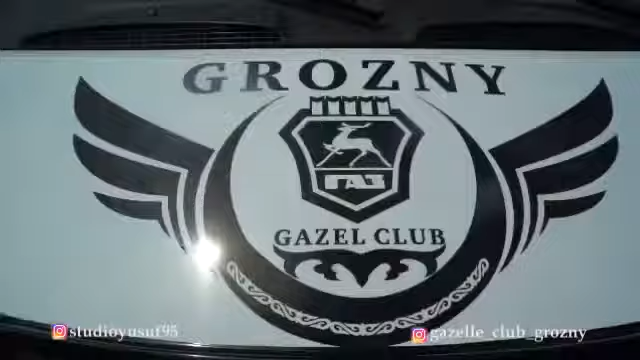 GROZNY
ГАЗ
GAZEL CLUB
studioyusuf95
gazelle_club_grozny